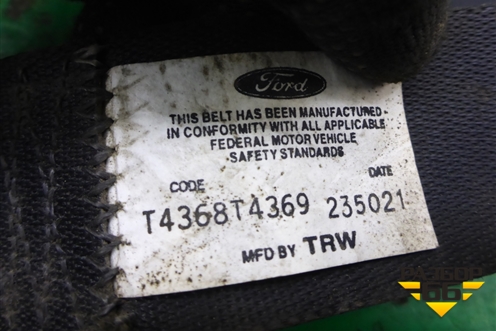 Ford
THIS BELT HAS BEEN MANUFACTURED
IN CONFORMITY WITH ALL APPLICABLE
FEDERAL MOTOR VEHICLE
SAFETY STANDARDS
CODE DATE
T4368T4369 235021
MFD BY TRW